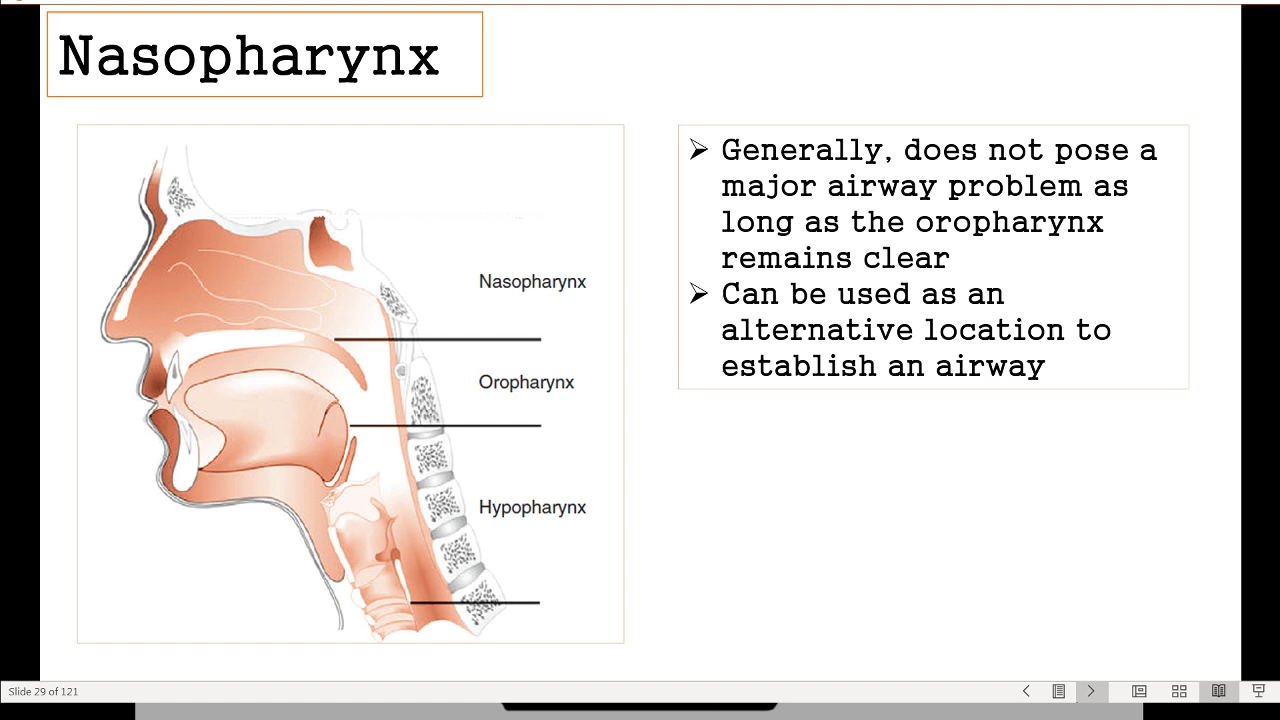 Nasopharynx
Nasopharynx
Oropharynx
Hypopharynx
➢ Generally, does not pose a
major airway problem as
long as the oropharynx
remains clear
➢ Can be used as an
alternative location to
establish an airway
Slide 29 of 121